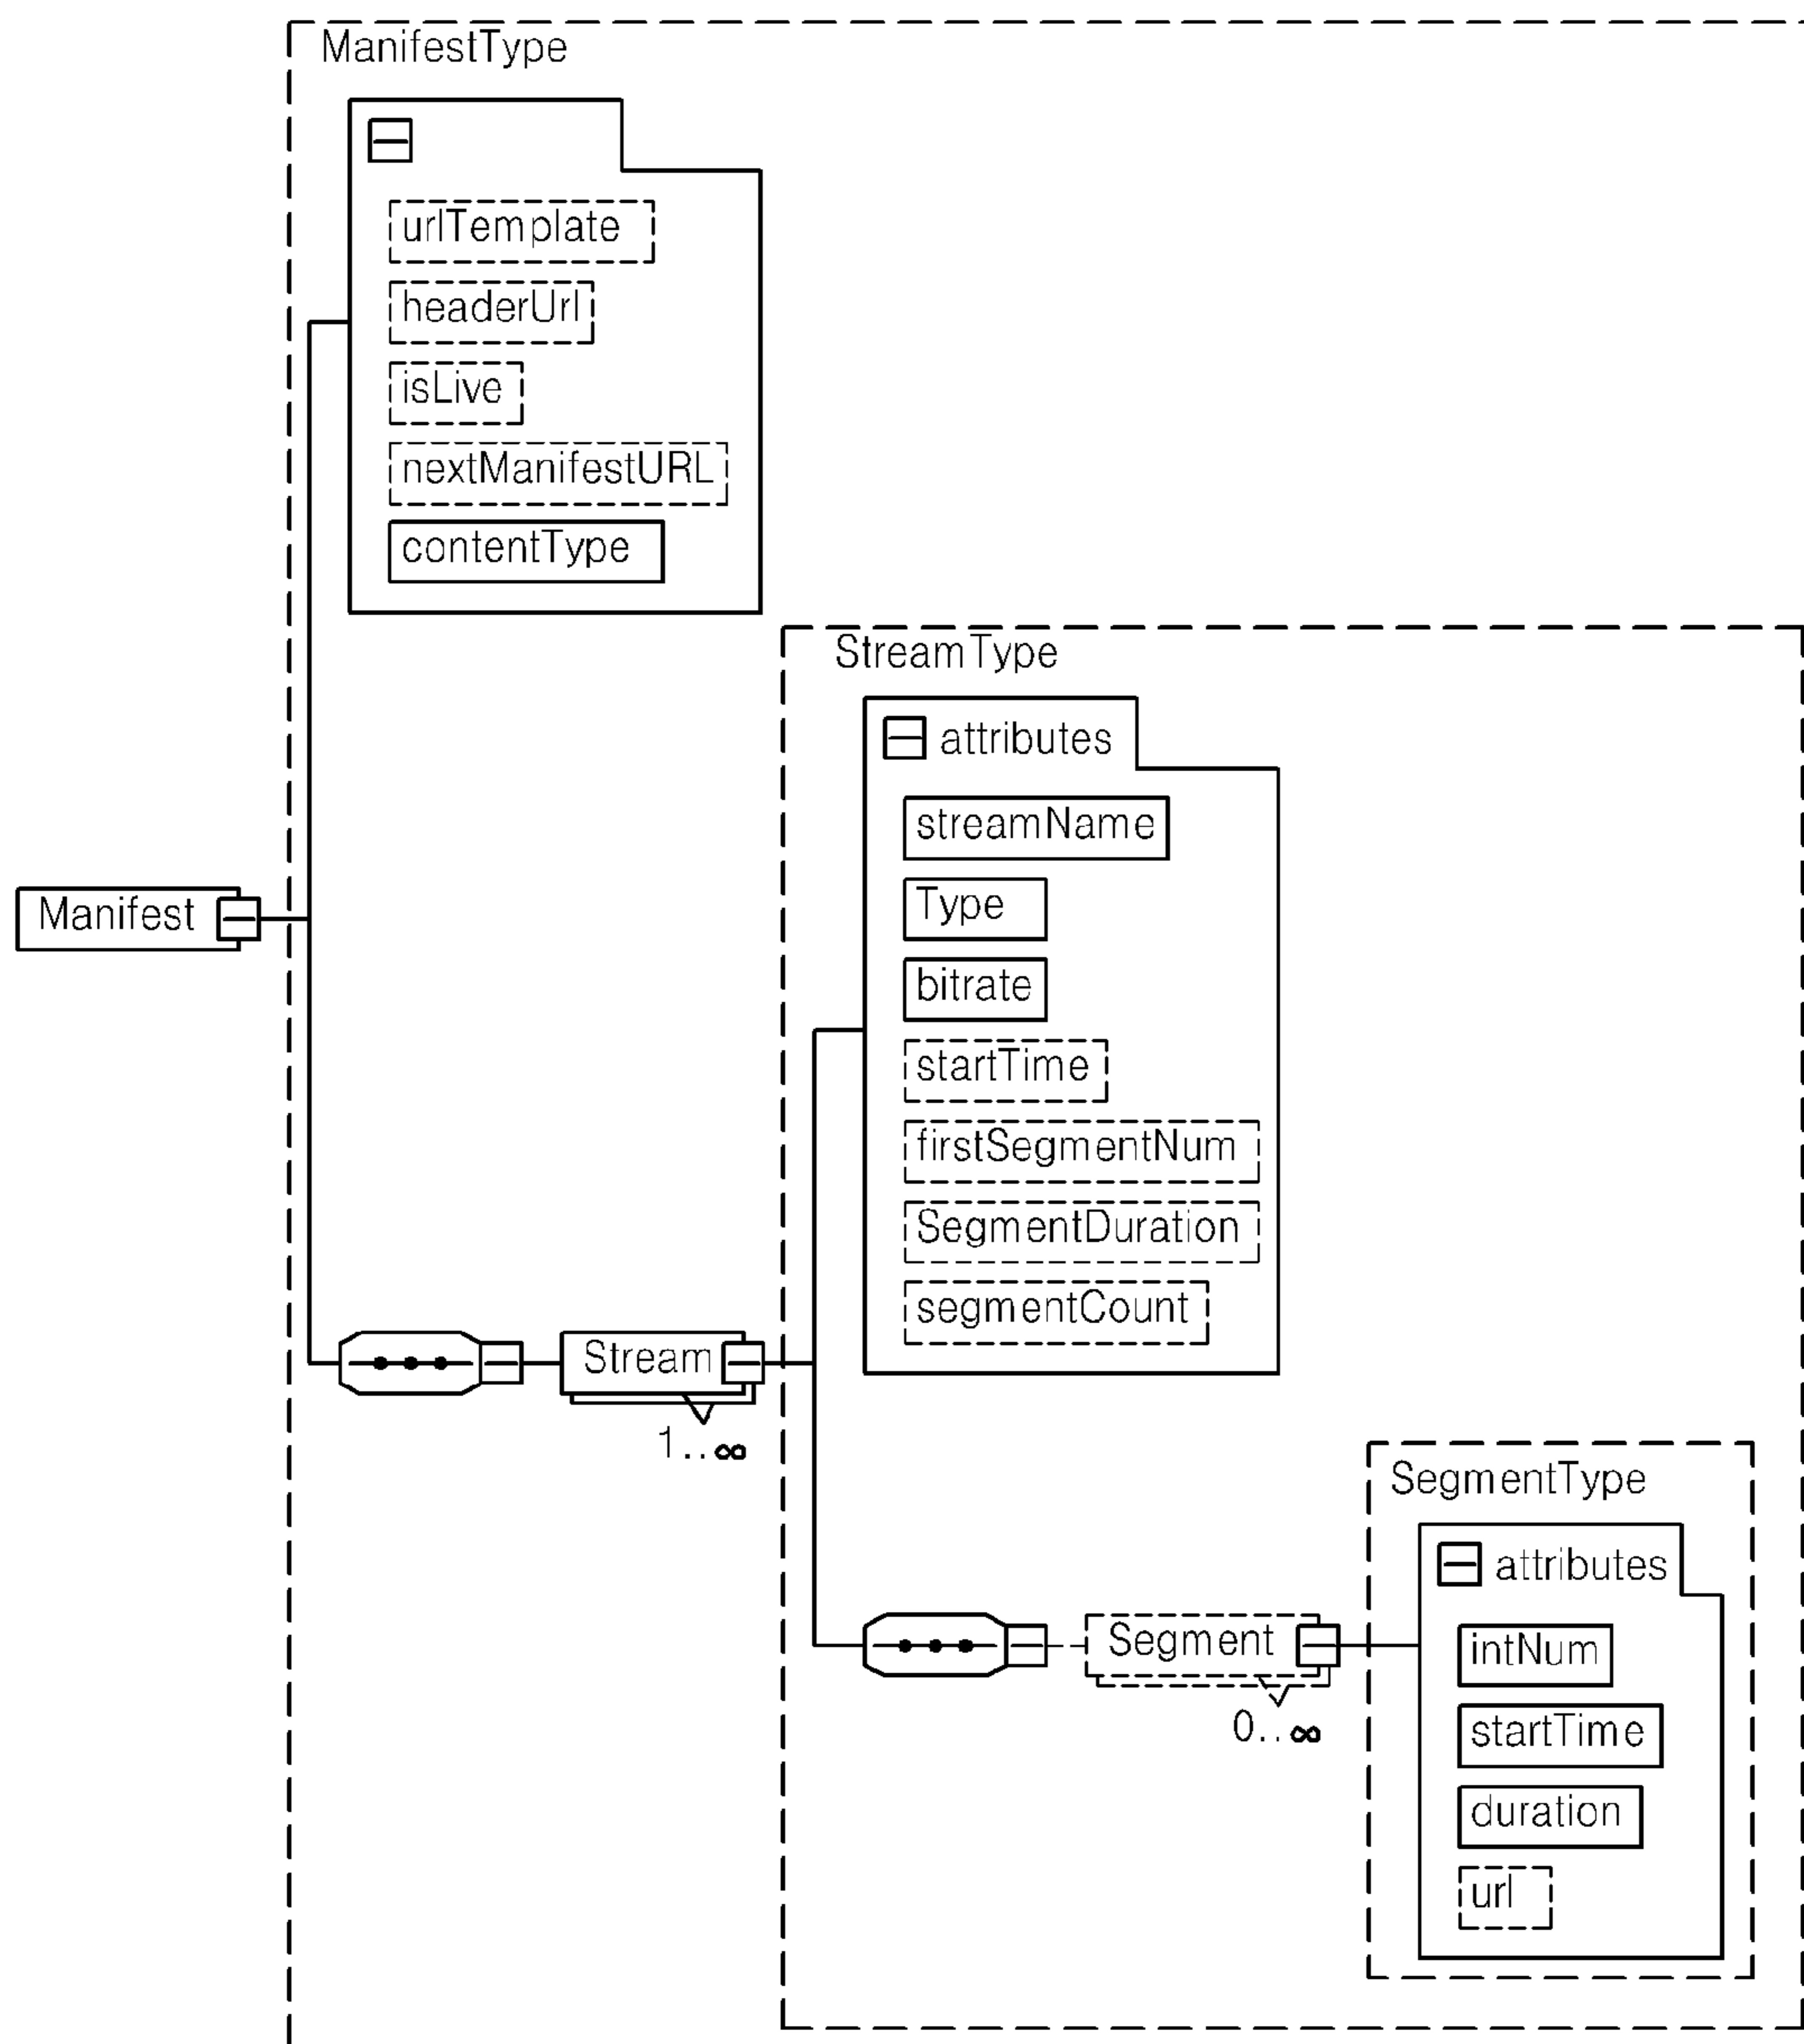 ManifestType
urlTemplate
headerUrl
isLive
nextManifestURL
contentType
StreamType
attributes
streamName
Type
bitrate
startTime
firstSegmentNum
SegmentDuration
segmentCount
Manifest
Stream
1..∞
SegmentType
attributes
Segment
0..∞
intNum
startTime
duration
url